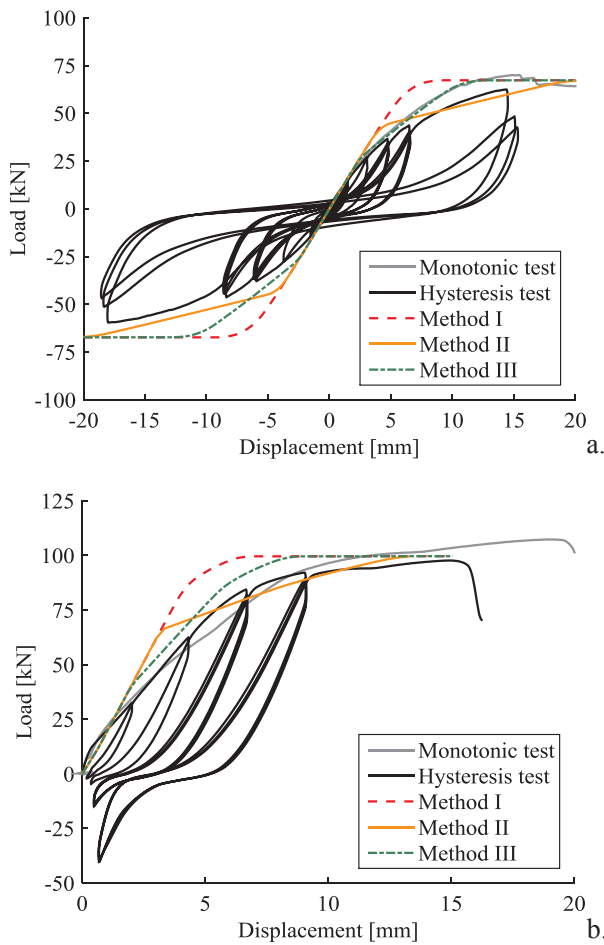 100
75
50
25
0
-25
-50
-75
-100
Load [kN]
-20
-15
-10
-5
0
5
10
15
20
Displacement [mm]
Monotonic test
Hysteresis test
Method I
Method II
Method III
a.
125
100
75
50
25
0
-25
-50
Load [kN]
0
5
10
15
20
Displacement [mm]
Monotonic test
Hysteresis test
Method I
Method II
Method III
b.